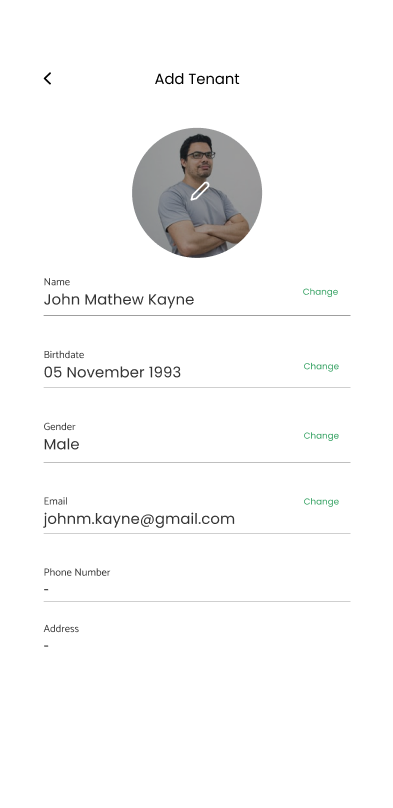 Add Tenant
Name
John Mathew Kayne
Change
Birthdate
05 November 1993
Change
Gender
Male
Change
Email
johnm.kayne@gmail.com
Change
Phone Number
-
Address
-